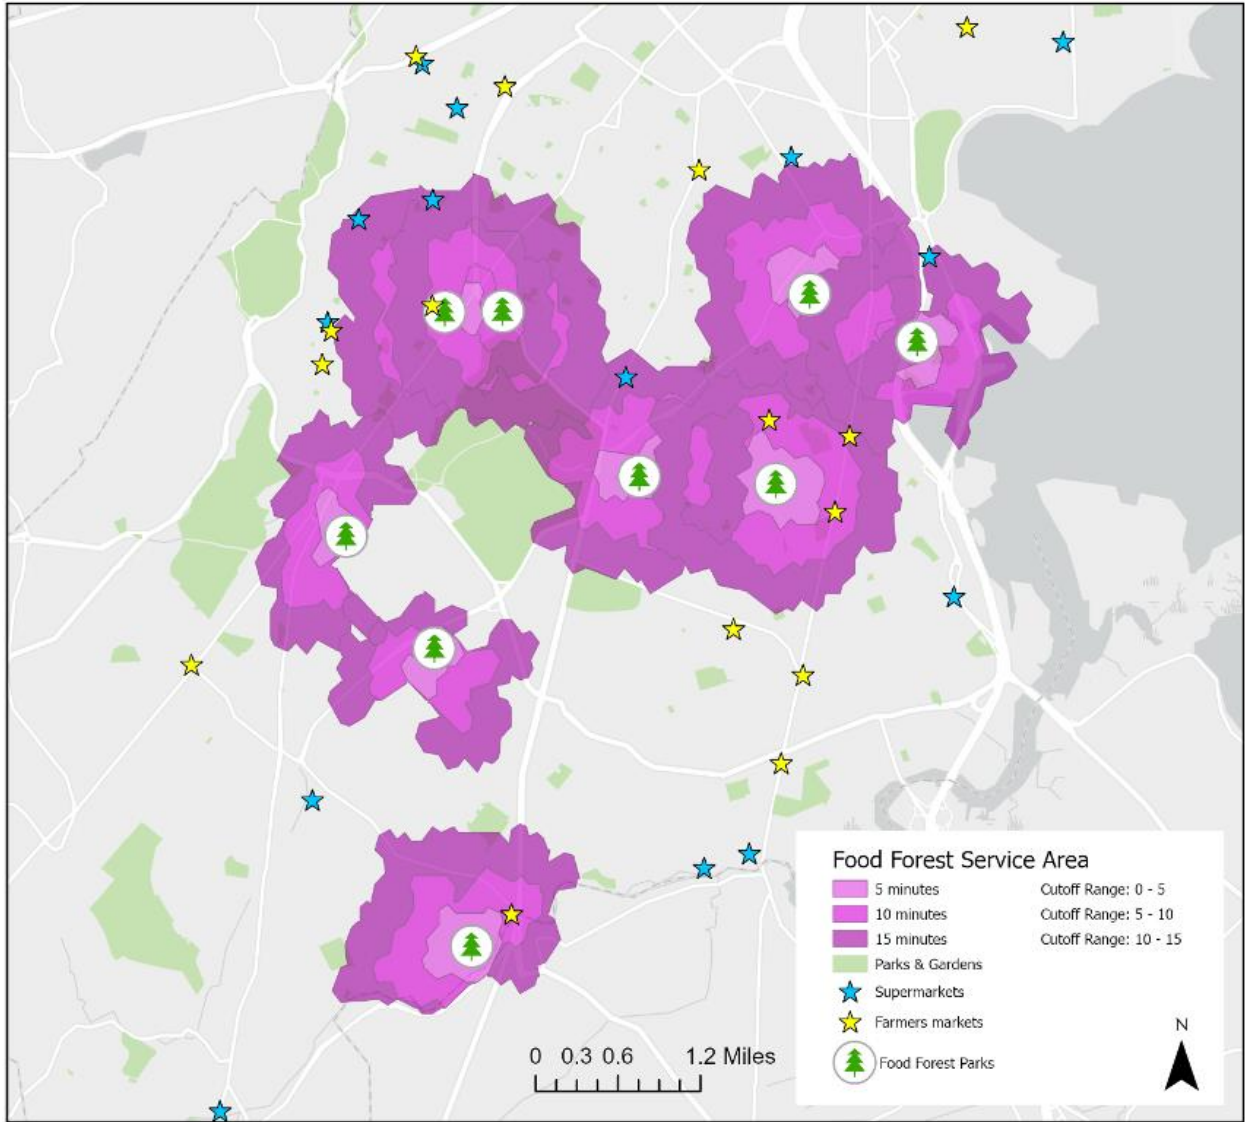 Food Forest Service Area
5 minutes Cutoff Range: 0 - 5
10 minutes Cutoff Range: 5 - 10
15 minutes Cutoff Range: 10 - 15
Parks & Gardens
Supermarkets
Farmers markets
Food Forest Parks
N
0 0.3 0.6 1.2 Miles